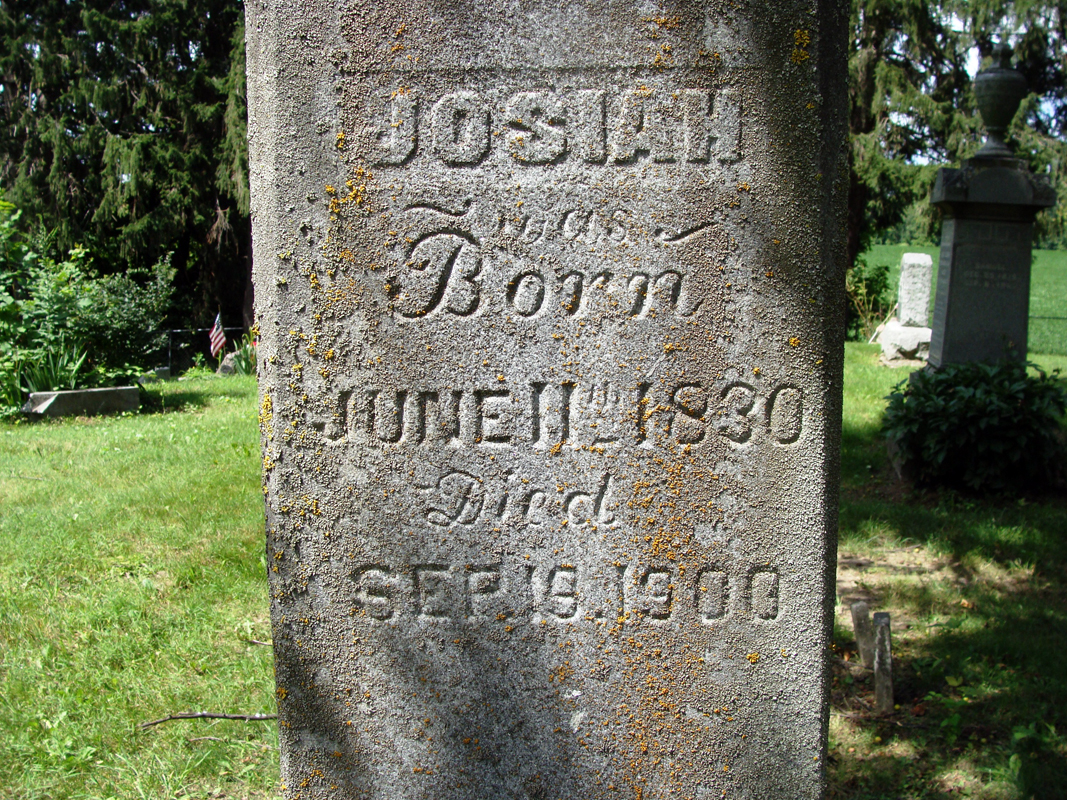 JOSIAH
was
Born
JUNE 11th 1830
Died
SEP. 19. 1900